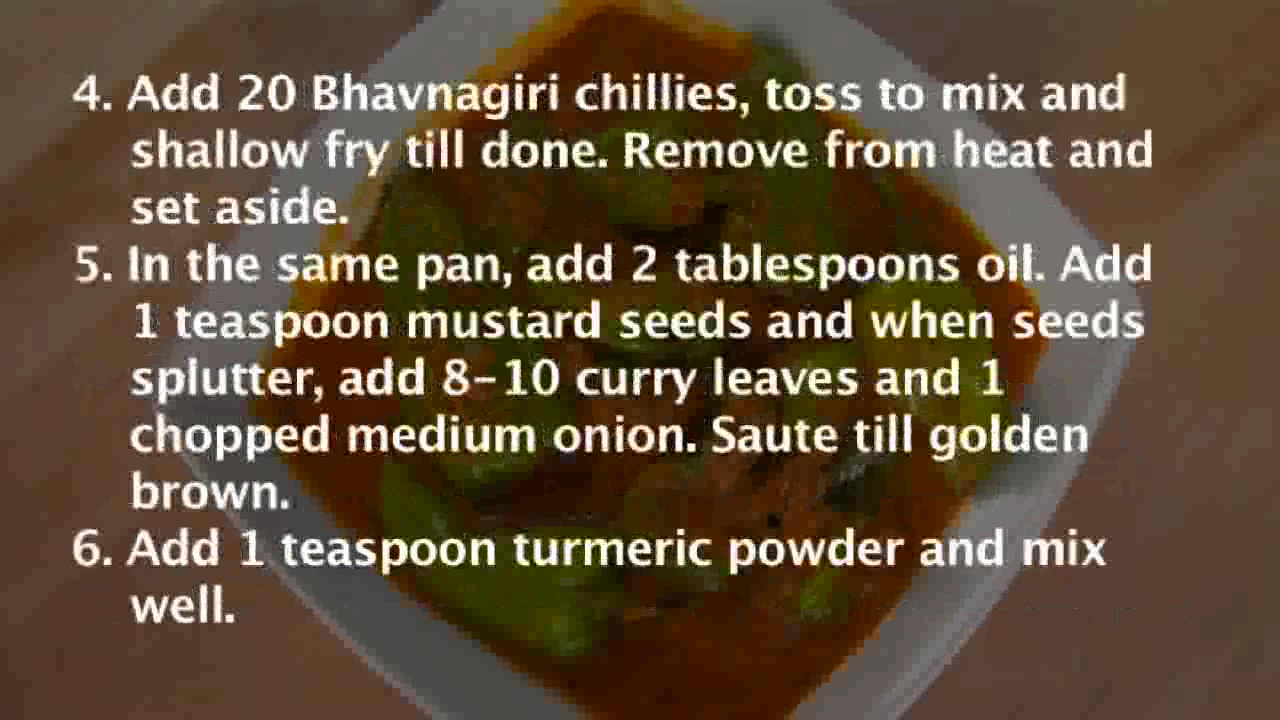 4. Add 20 Bhavnagiri chillies, toss to mix and
shallow fry till done. Remove from heat and
set aside.
5. In the same pan, add 2 tablespoons oil. Add
1 teaspoon mustard seeds and when seeds
splutter, add 8-10 curry leaves and 1
chopped medium onion. Saute till golden
brown.
6. Add 1 teaspoon turmeric powder and mix
well.